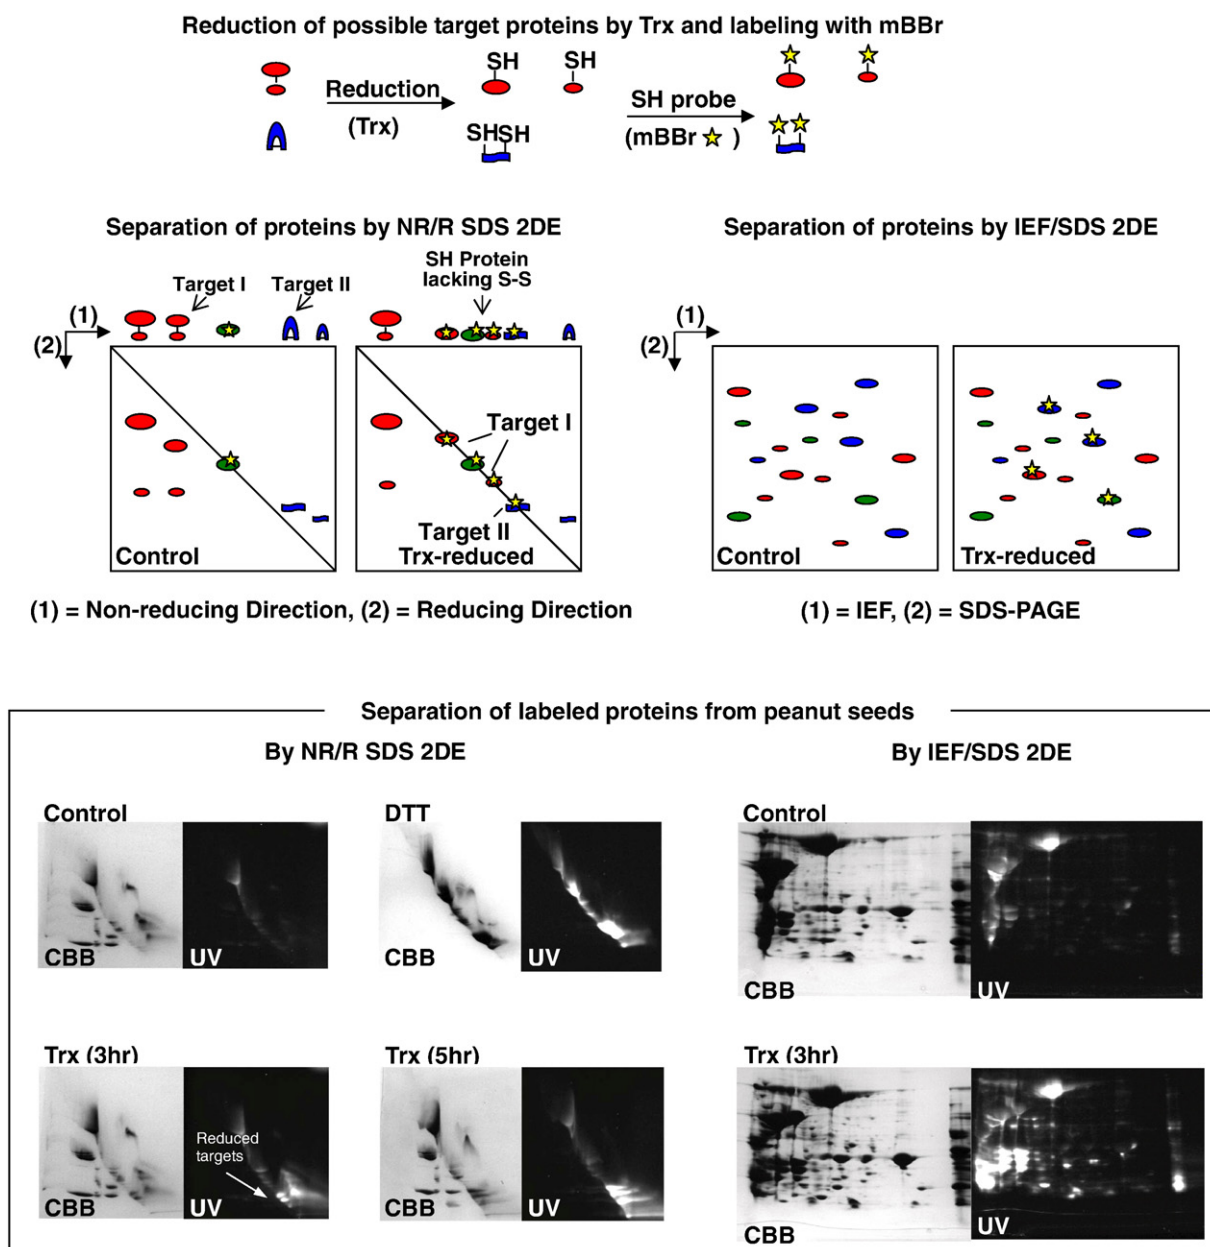 Reduction of possible target proteins by Trx and labeling with mBBr
SH
SH
Reduction
(Trx)
SH probe
(mBBr )
SHSH
Separation of proteins by NR/R SDS 2DE
Separation of proteins by IEF/SDS 2DE
Target I
Target II
SH Protein
lacking S-S
(1)
(2)
(1)
(2)
Target I
Target II
Control
Trx-reduced
Control
Trx-reduced
(1) = Non-reducing Direction, (2) = Reducing Direction
(1) = IEF, (2) = SDS-PAGE
Separation of labeled proteins from peanut seeds
By NR/R SDS 2DE
By IEF/SDS 2DE
Control
DTT
Control
CBB
UV
CBB
UV
CBB
UV
Trx (3hr)
Trx (5hr)
Trx (3hr)
Reduced
targets
CBB
UV
CBB
UV
CBB
UV